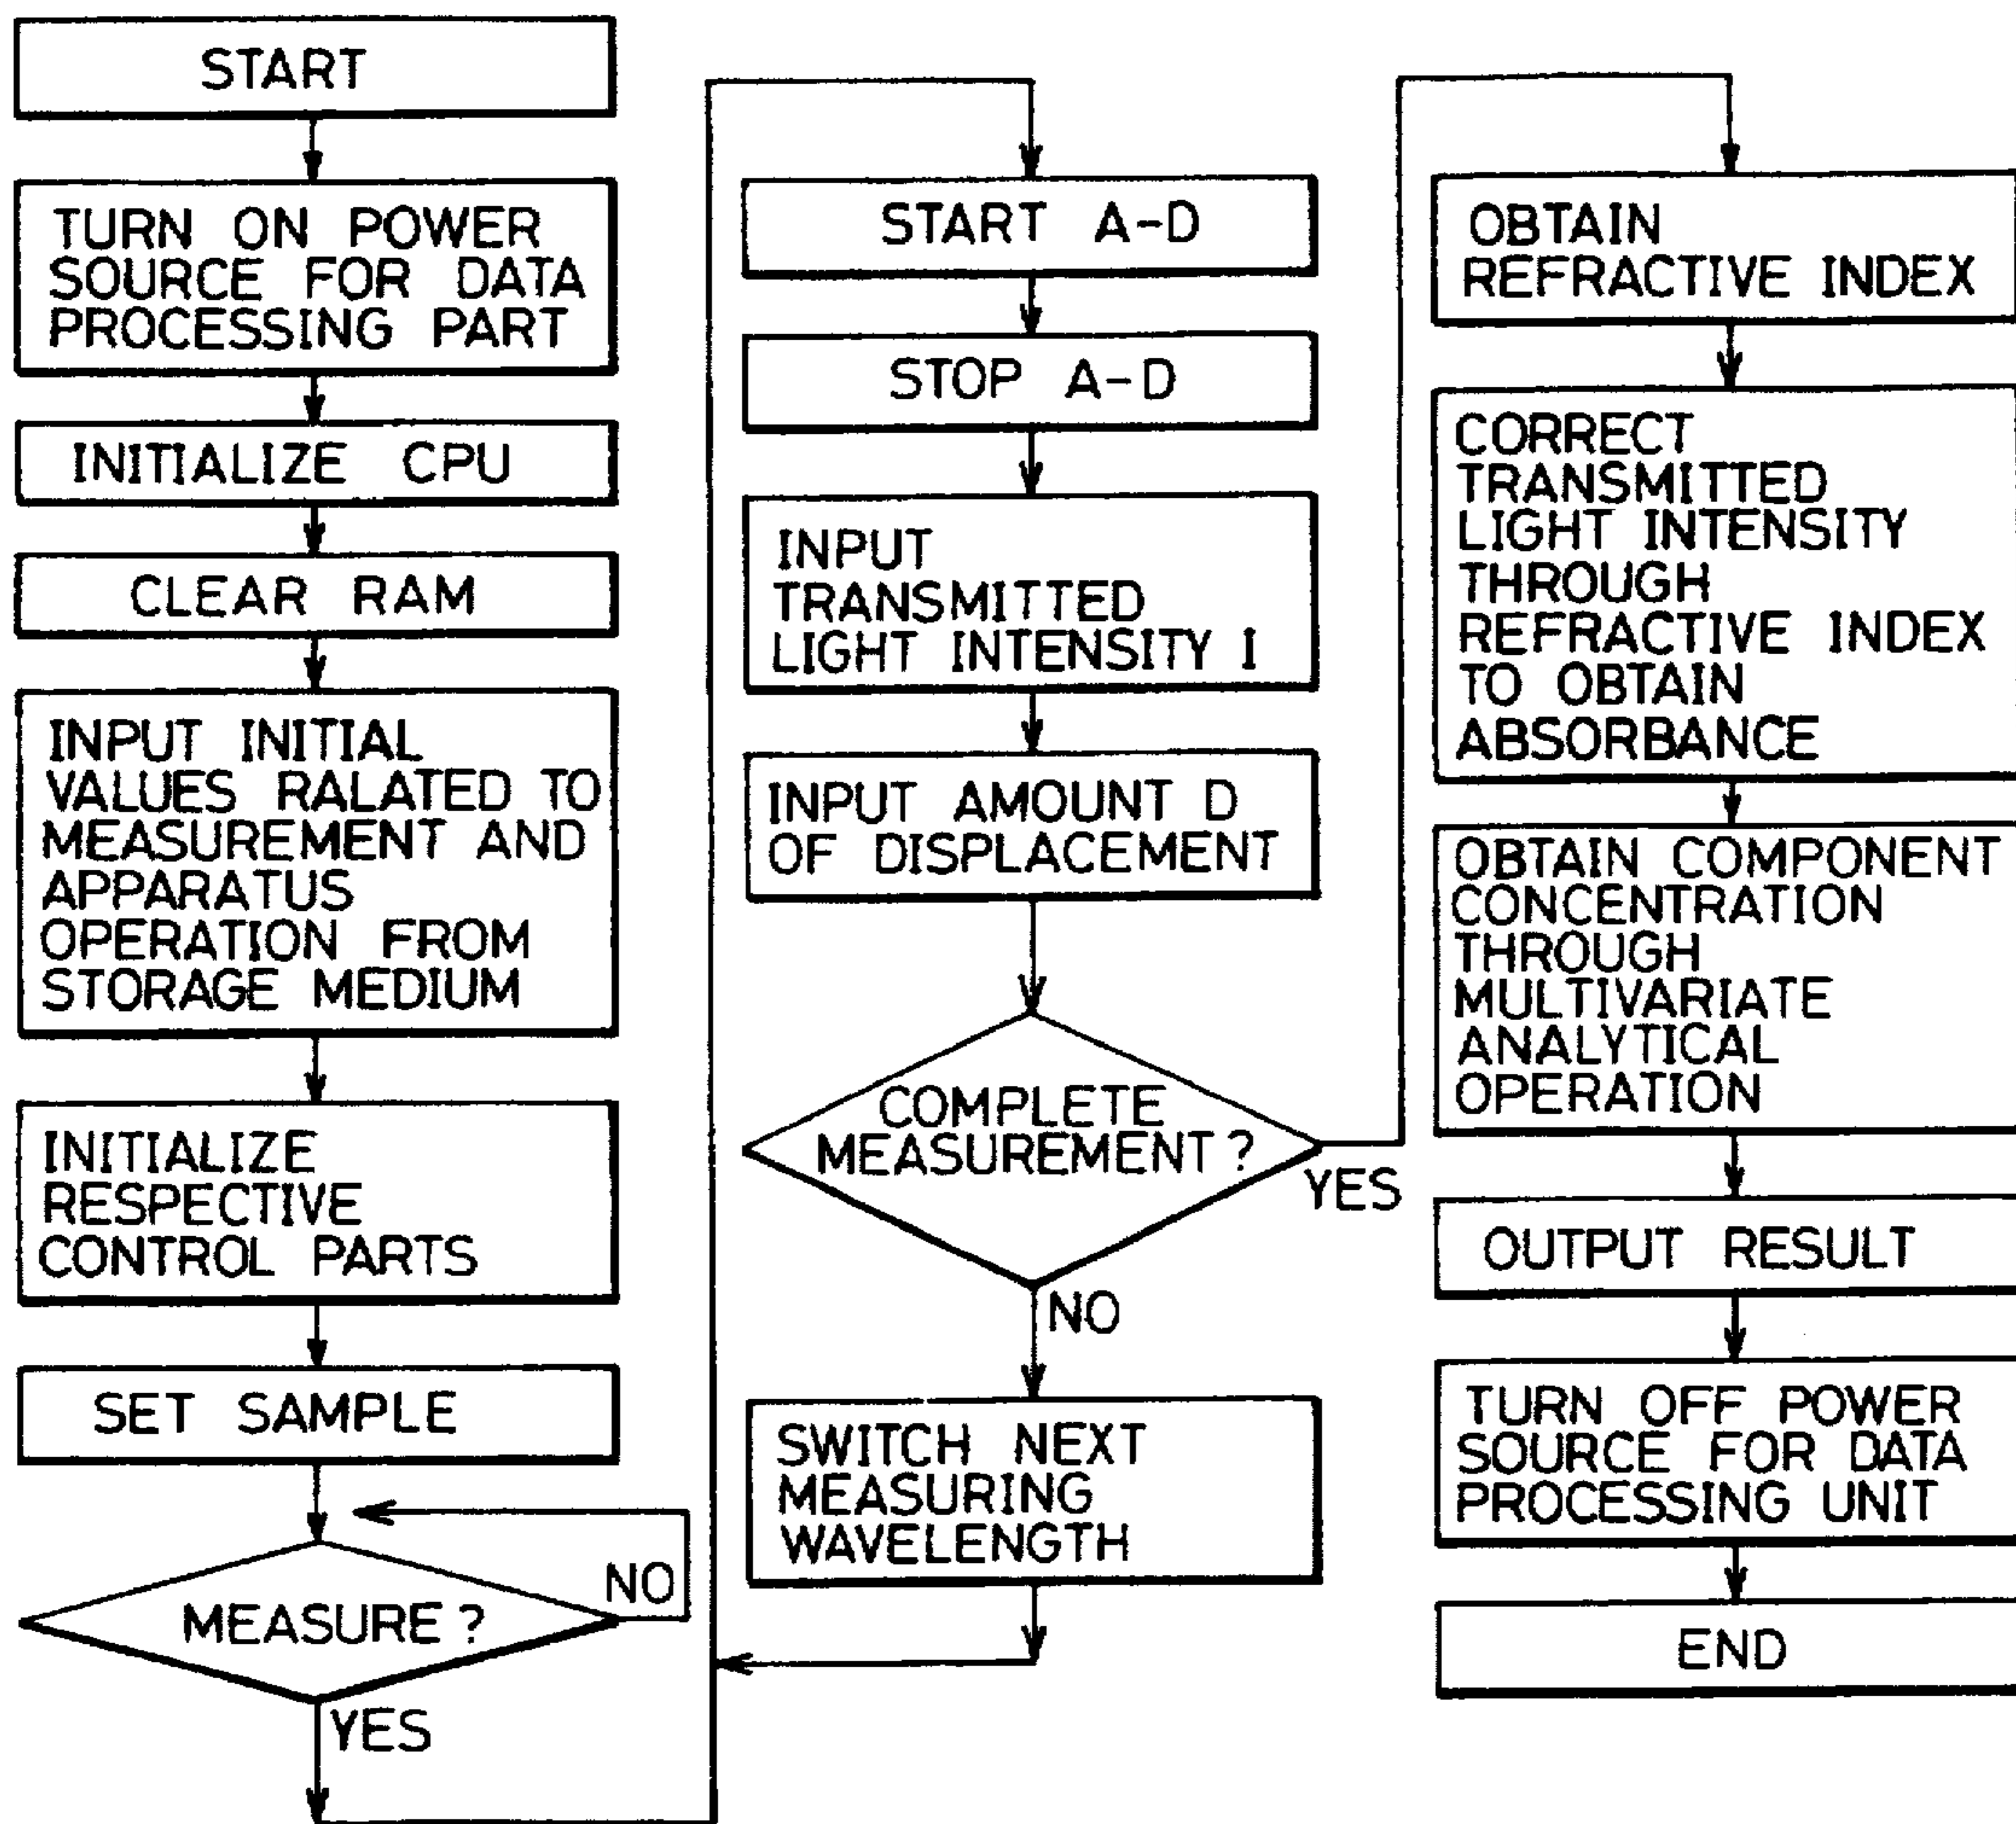 START
TURN ON POWER
SOURCE FOR DATA
PROCESSING PART
INITIALIZE CPU
CLEAR RAM
INPUT INITIAL
VALUES RALATED TO
MEASUREMENT AND
APPARATUS
OPERATION FROM
STORAGE MEDIUM
INITIALIZE
RESPECTIVE
CONTROL PARTS
SET SAMPLE
MEASURE ?
NO
YES
START A-D
STOP A-D
INPUT
TRANSMITTED
LIGHT INTENSITY I
INPUT AMOUNT D
OF DISPLACEMENT
COMPLETE
MEASUREMENT ?
YES
NO
SWITCH NEXT
MEASURING
WAVELENGTH
OBTAIN
REFRACTIVE INDEX
CORRECT
TRANSMITTED
LIGHT INTENSITY
THROUGH
REFRACTIVE INDEX
TO OBTAIN
ABSORBANCE
OBTAIN COMPONENT
CONCENTRATION
THROUGH
MULTIVARIATE
ANALYTICAL
OPERATION
OUTPUT RESULT
TURN OFF POWER
SOURCE FOR DATA
PROCESSING UNIT
END